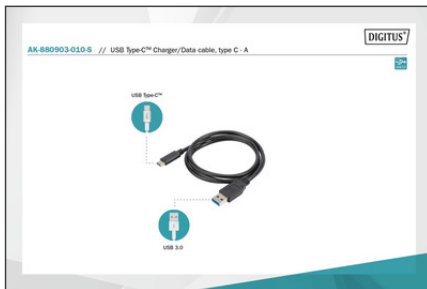 DIGITUS®
AK-880903-010-S // USB Type-C™ Charger/Data cable, type C - A
USB Type-C™
USB 3.0